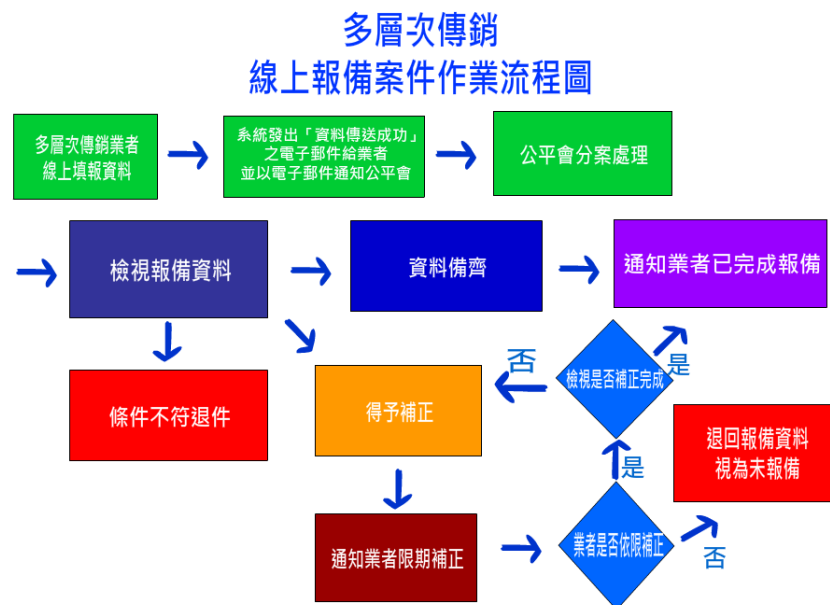 多層次傳銷
線上報備案件作業流程圖
多層次傳銷業者
線上填報資料
系統發出「資料傳送成功」
之電子郵件給業者
並以電子郵件通知公平會
公平會分案處理
檢視報備資料
資料備齊
通知業者已完成報備
條件不符退件
得予補正
否
檢視是否補正完成
是
退回報備資料
視為未報備
是
通知業者限期補正
業者是否依限補正
否